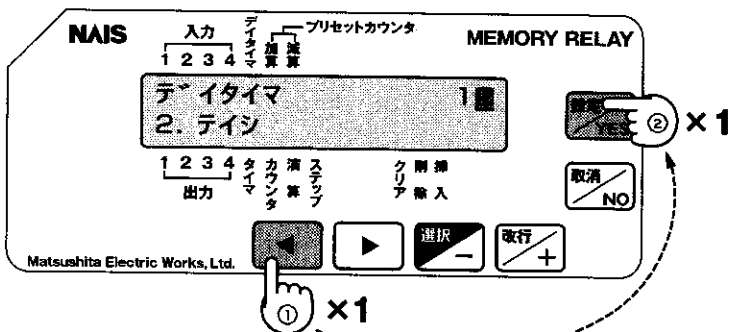 NAIS
入力
1 2 3 4
デイタイマ
加算
減算
プリセットカウンタ
MEMORY RELAY
デイタイマ 1
2. テイシ
YES
② ×1
1 2 3 4
出力
タイマ
カウンタ
演算
ステップ
クリア
削除
挿入
取消
NO
◀
▶
選択
−
改行
+
Matsushita Electric Works, Ltd.
① ×1